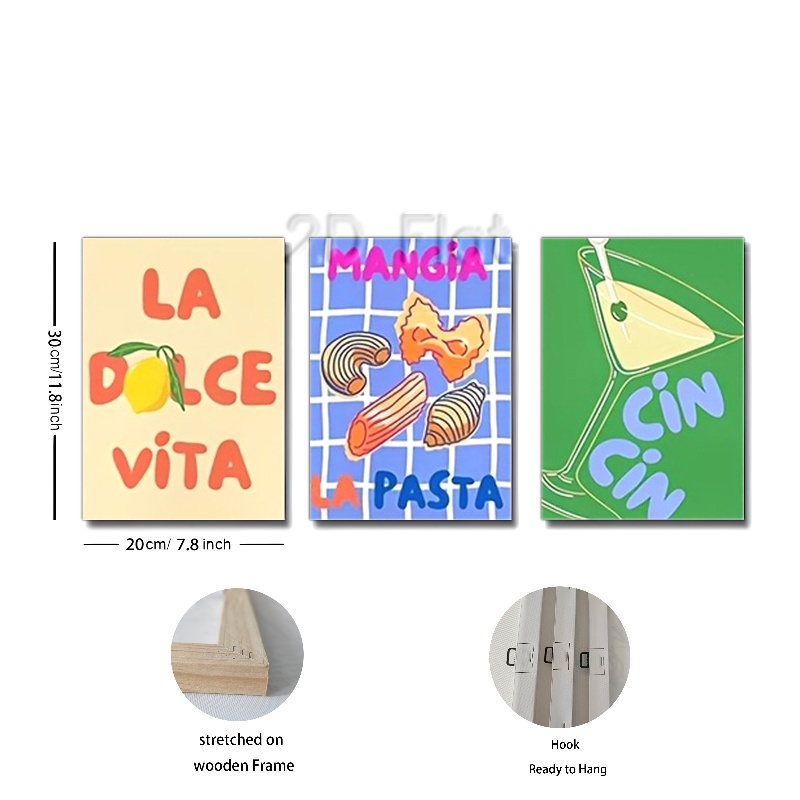 2D Flat
LA
DOLCE
ViTA
MANGiA
LA PASTA
CiN
CiN
30cm/11.8inch
20cm/ 7.8 inch
stretched on
wooden Frame
Hook
Ready to Hang